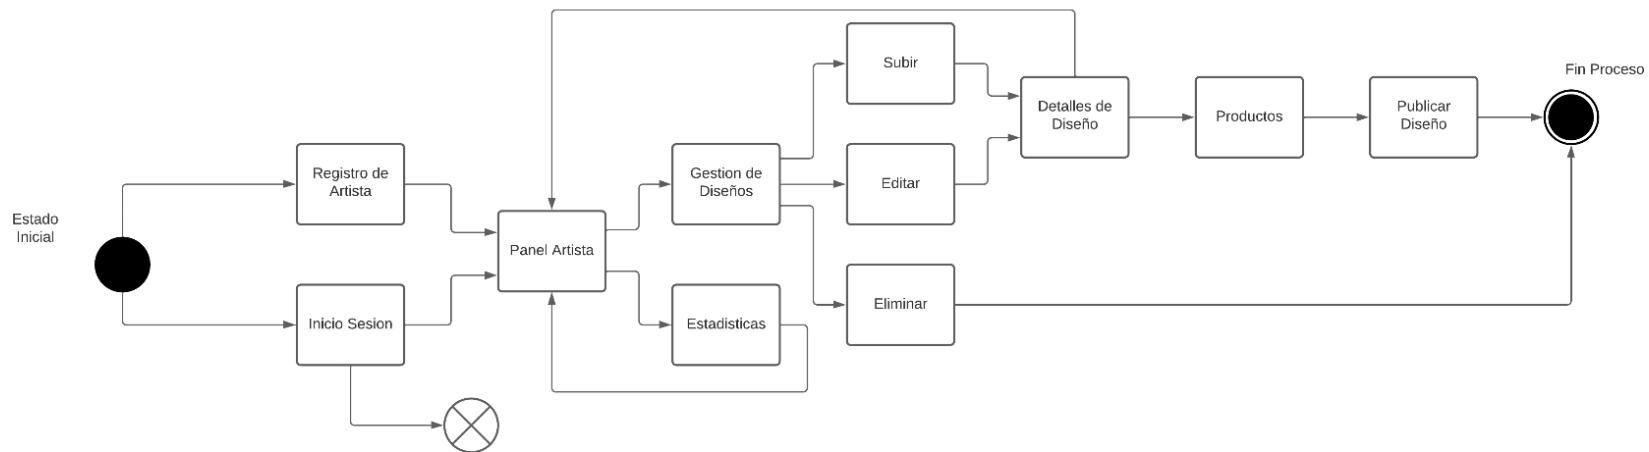 Estado
Inicial
Registro de
Artista
Inicio Sesion
Panel Artista
Gestion de
Diseños
Estadisticas
Subir
Editar
Eliminar
Detalles de
Diseño
Productos
Publicar
Diseño
Fin Proceso